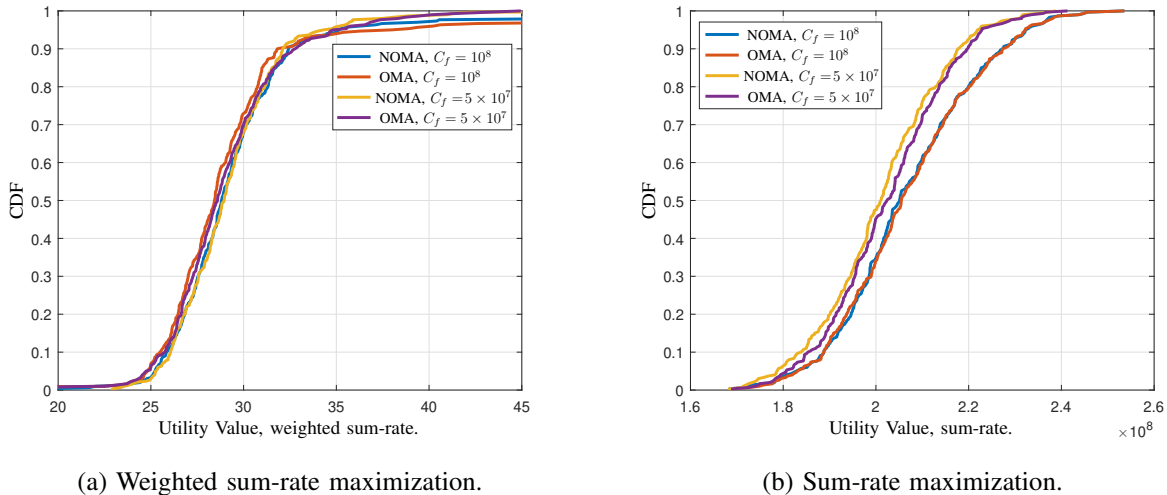 1
0.9
0.8
0.7
0.6
0.5
0.4
0.3
0.2
0.1
0
CDF
20 25 30 35 40 45
Utility Value, weighted sum-rate.
NOMA, $C_f = 10^8$
OMA, $C_f = 10^8$
NOMA, $C_f = 5 \times 10^7$
OMA, $C_f = 5 \times 10^7$
(a) Weighted sum-rate maximization.
1
0.9
0.8
0.7
0.6
0.5
0.4
0.3
0.2
0.1
0
CDF
1.6 1.8 2 2.2 2.4 2.6
×10^8
Utility Value, sum-rate.
NOMA, $C_f = 10^8$
OMA, $C_f = 10^8$
NOMA, $C_f = 5 \times 10^7$
OMA, $C_f = 5 \times 10^7$
(b) Sum-rate maximization.